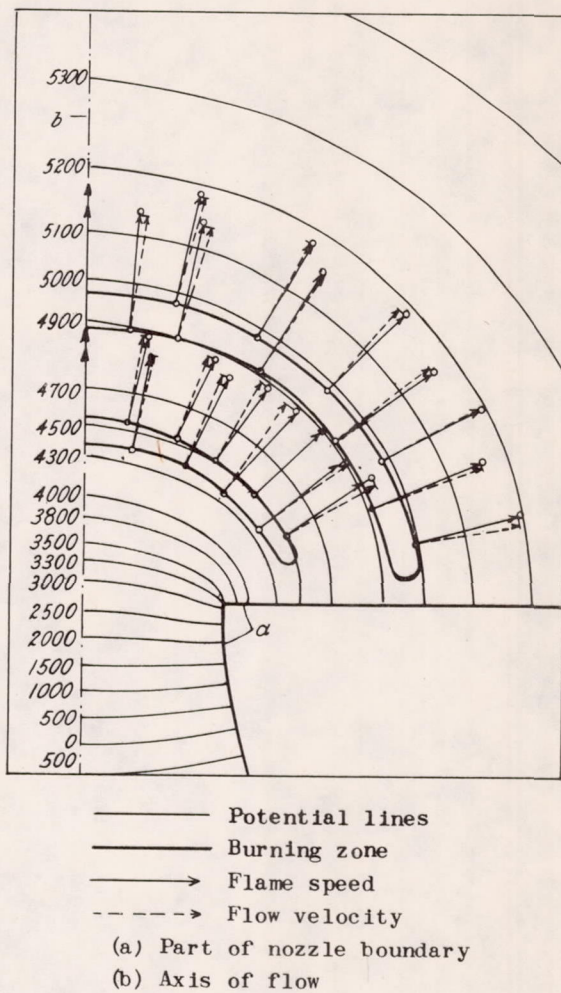 5300
b
5200
5100
5000
4900
4700
4500
4300
4000
3800
3500
3300
3000
2500
2000
a
1500
1000
500
0
500
Potential lines
Burning zone
Flame speed
Flow velocity
(a) Part of nozzle boundary
(b) Axis of flow